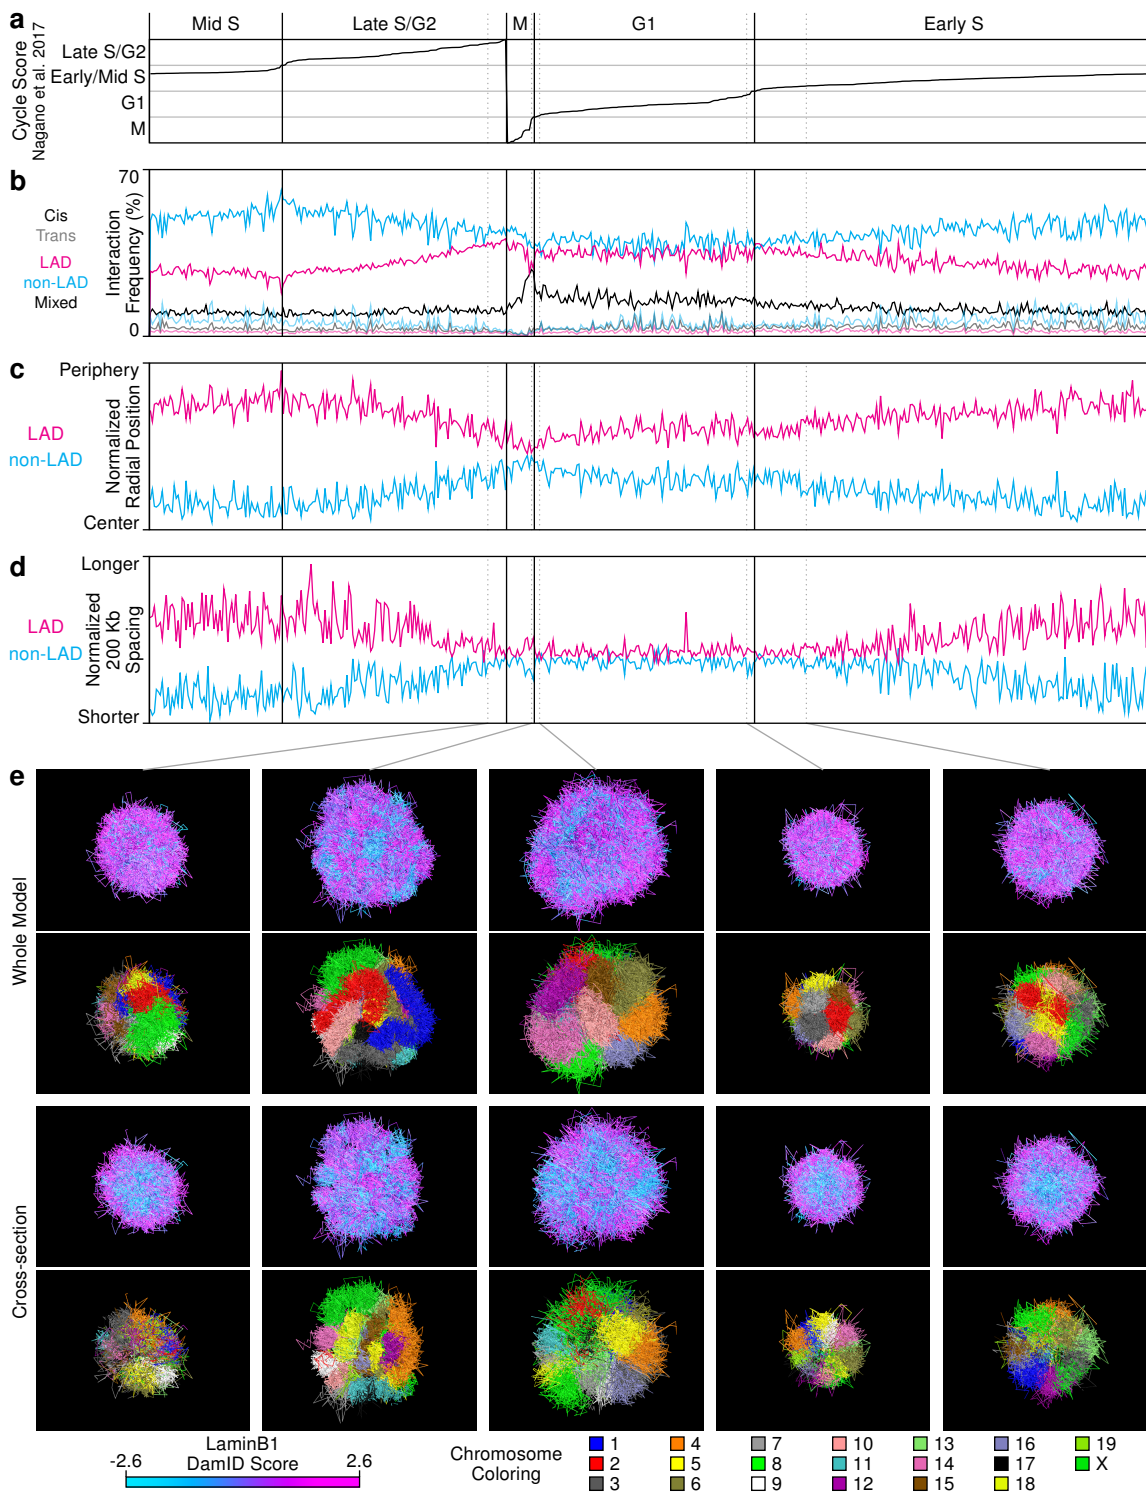 a
Mid S
Late S/G2
M
G1
Early S
Cycle Score
Nagano et al. 2017
Late S/G2
Early/Mid S
G1
M
b
70
0
Interaction
Frequency (%)
Cis
Trans
LAD
non-LAD
Mixed
c
Periphery
Center
Normalized
Radial Position
LAD
non-LAD
d
Longer
Shorter
Normalized
200 Kb
Spacing
LAD
non-LAD
e
Whole Model
Cross-section
LaminB1
DamID Score
-2.6
2.6
Chromosome
Coloring
1
2
3
4
5
6
7
8
9
10
11
12
13
14
15
16
17
18
19
X